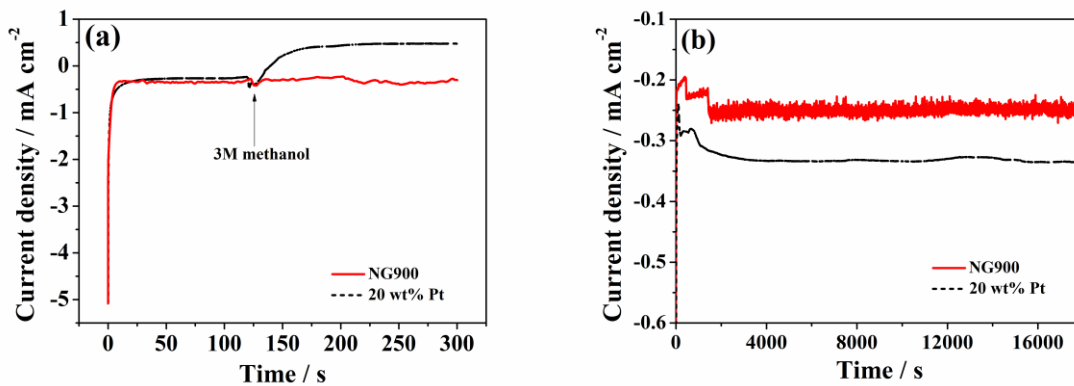 (a)
Current density / mA cm⁻²
1
0
-1
-2
-3
-4
-5
3M methanol
NG900
20 wt% Pt
0 50 100 150 200 250 300
Time / s
(b)
Current density / mA cm⁻²
-0.1
-0.2
-0.3
-0.4
-0.5
-0.6
NG900
20 wt% Pt
0 4000 8000 12000 16000
Time / s